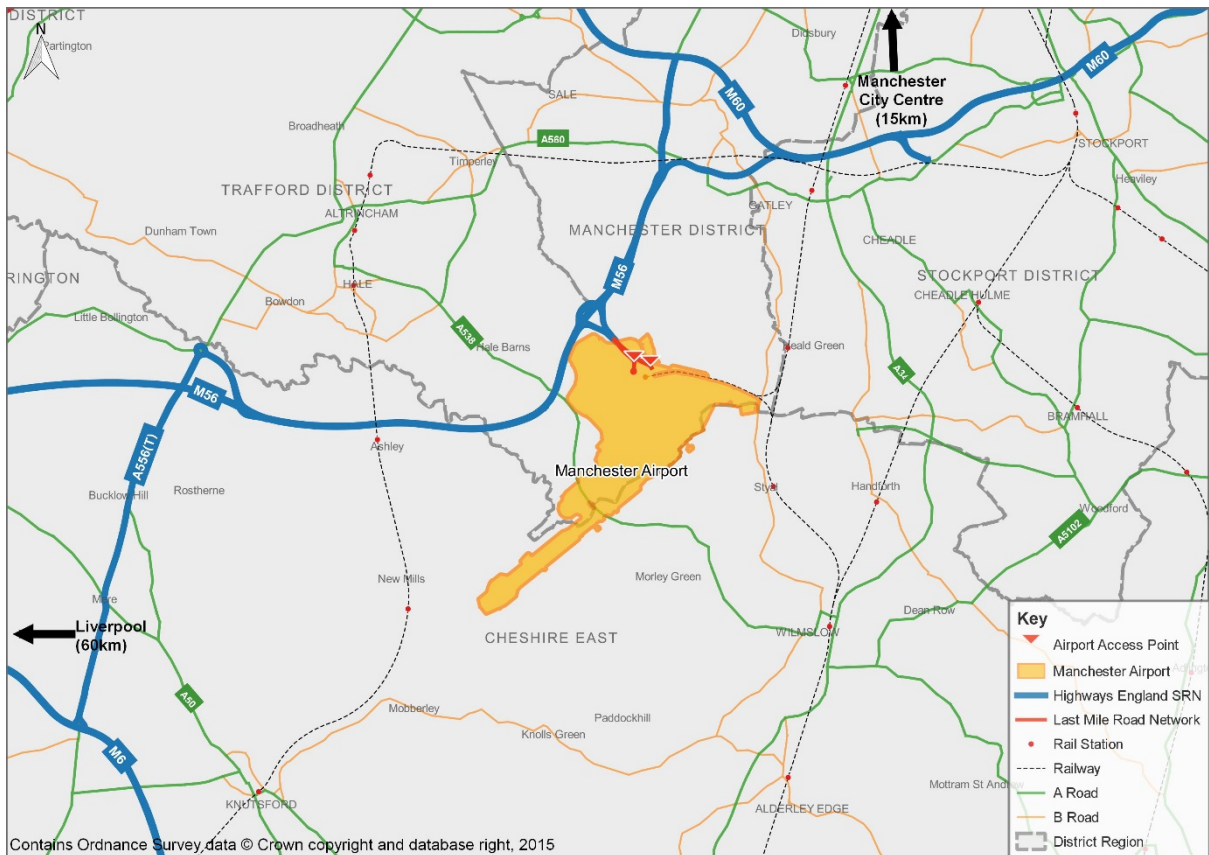 DISTRICT
N
Partington
Didsbury
M60
M60
Manchester
City Centre
(15km)
SALE
Broadheath
A560
STOCKPORT
Timperley
Heaviley
TRAFFORD DISTRICT
GATLEY
ALTRINCHAM
Dunham Town
MANCHESTER DISTRICT
CHEADLE
RINGTON
M56
STOCKPORT DISTRICT
HALE
CHEADLE HULME
Bowdon
Little Bollington
A538
Hale Barns
Heald Green
A34
M56
BRAMHALL
A556(T)
Ashley
Manchester Airport
Bucklow Hill
Rostherne
Styal
Handforth
Woodford
A5102
New Mills
Morley Green
Mere
Dean Row
Liverpool
(60km)
CHESHIRE EAST
WILMSLOW
A50
Mobberley
Paddockhill
Knolls Green
M6
Mottram St Andrew
KNUTSFORD
ALDERLEY EDGE
Key
Airport Access Point
Manchester Airport
Highways England SRN
Last Mile Road Network
Rail Station
Railway
A Road
B Road
District Region
Contains Ordnance Survey data © Crown copyright and database right, 2015